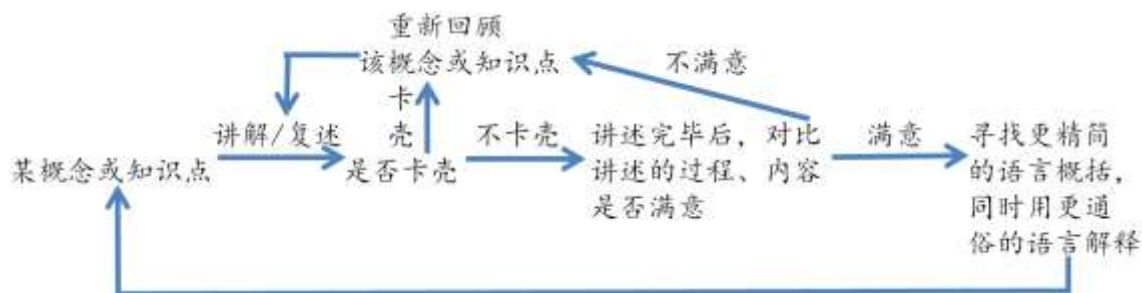 重新回顾
该概念或知识点
不满意
卡
壳
讲解/复述
不卡壳
某概念或知识点
是否卡壳
讲述完毕后，对比
讲述的过程、内容
是否满意
满意
寻找更精简
的语言概括，
同时用更通
俗的语言解释